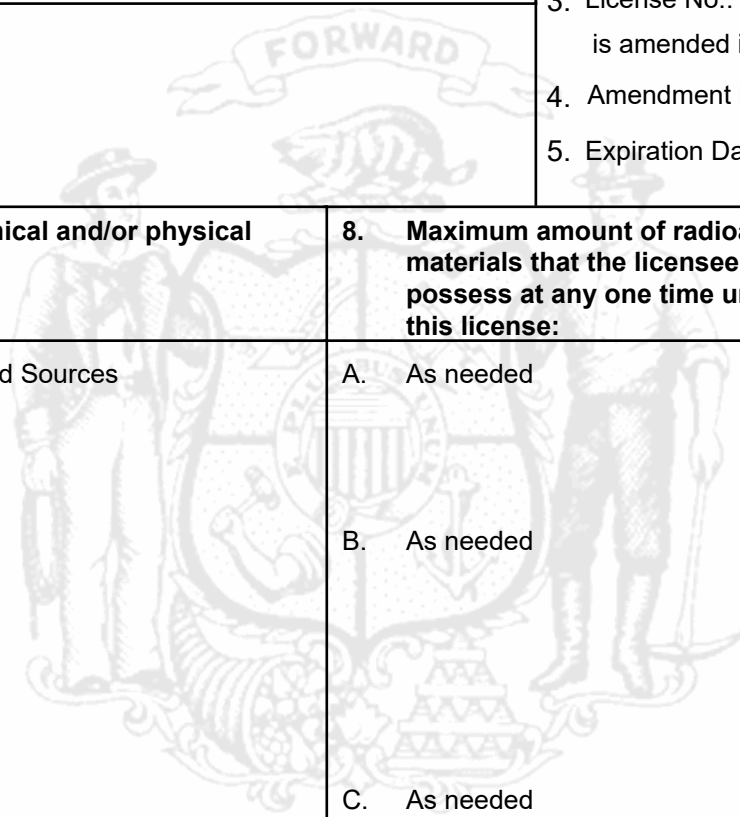 3. License No.:
is amended i
FORWARD
4. Amendment
5. Expiration Da
nical and/or physical
8. Maximum amount of radioa
materials that the licensee
possess at any one time u
this license:
d Sources
A. As needed
B. As needed
C. As needed